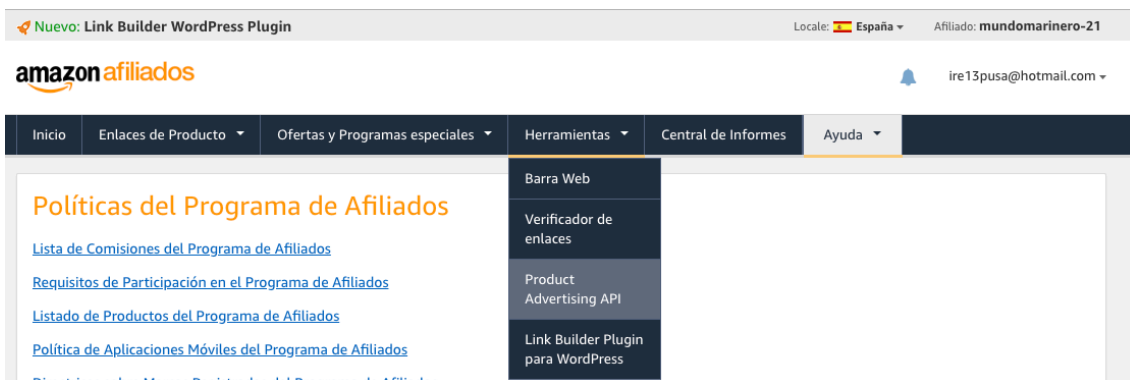 Nuevo: Link Builder WordPress Plugin
Locale: España
Afiliado: mundomarinero-21
amazon afiliados
ire13pusa@hotmail.com
Inicio
Enlaces de Producto
Ofertas y Programas especiales
Herramientas
Central de Informes
Ayuda
Barra Web
Verificador de
enlaces
Product
Advertising API
Link Builder Plugin
para WordPress
Políticas del Programa de Afiliados
Lista de Comisiones del Programa de Afiliados
Requisitos de Participación en el Programa de Afiliados
Listado de Productos del Programa de Afiliados
Política de Aplicaciones Móviles del Programa de Afiliados